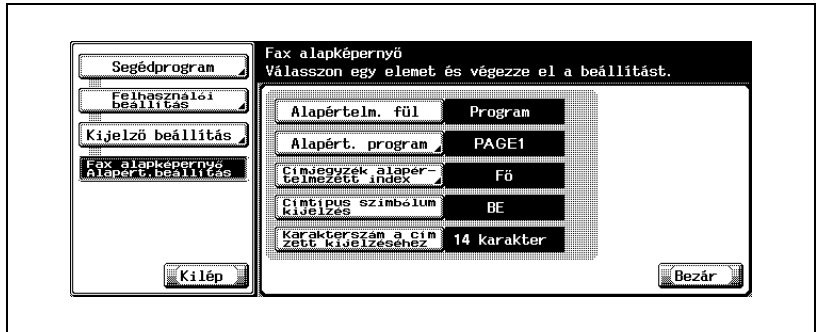 Segédprogram
Felhasználói
beállítás
Kijelző beállítás
Fax alapképernyő
Alapért.beállítás
Kilép
Fax alapképernyő
Válasszon egy elemet és végezze el a beállítást.
Alapértelm. fül
Program
Alapért. program
PAGE1
Címjegyzék alapér-
telmezett index
Fő
Címtípus szimbólum
kijelzés
BE
Karakterszám a cím
zett kijelzéséhez
14 karakter
Bezár